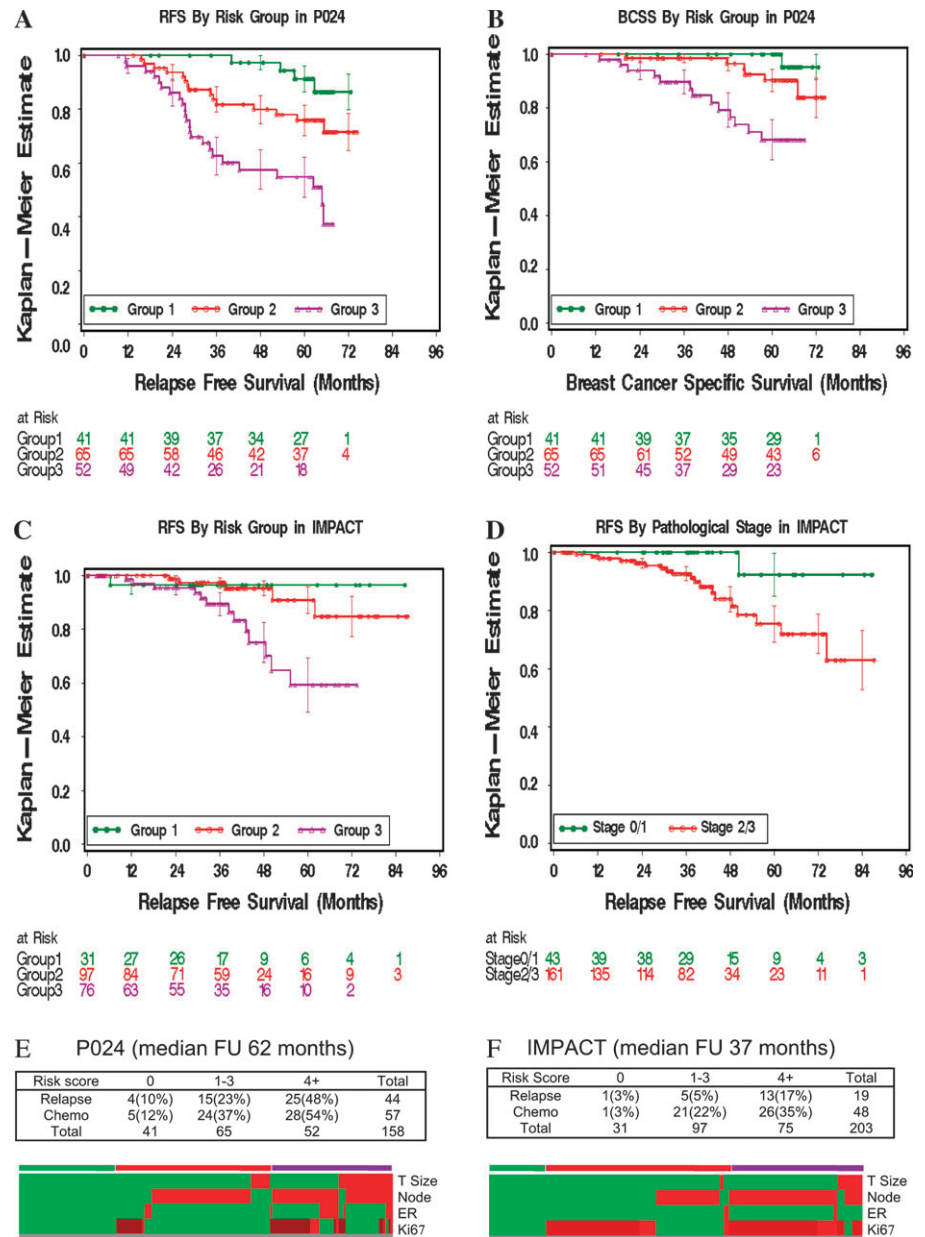 A
RFS By Risk Group in P024
Kaplan—Meier Estimate
1.0
0.8
0.6
0.4
0.2
0.0
Group 1 Group 2 Group 3
0 12 24 36 48 60 72 84 96
Relapse Free Survival (Months)
at Risk
Group1 41 41 39 37 34 27 1
Group2 65 65 58 46 42 37 4
Group3 52 49 42 26 21 18
B
BCSS By Risk Group in P024
Kaplan—Meier Estimate
1.0
0.8
0.6
0.4
0.2
0.0
Group 1 Group 2 Group 3
0 12 24 36 48 60 72 84 96
Breast Cancer Specific Survival (Months)
at Risk
Group1 41 41 39 37 35 29 1
Group2 65 65 61 52 49 43 6
Group3 52 51 45 37 29 23
C
RFS By Risk Group in IMPACT
Kaplan—Meier Estimate
1.0
0.8
0.6
0.4
0.2
0.0
Group 1 Group 2 Group 3
0 12 24 36 48 60 72 84 96
Relapse Free Survival (Months)
at Risk
Group1 31 27 26 17 9 6 4 1
Group2 97 84 71 59 24 16 9 3
Group3 76 63 55 35 16 10 2
D
RFS By Pathological Stage in IMPACT
Kaplan—Meier Estimate
1.0
0.8
0.6
0.4
0.2
0.0
Stage 0/1 Stage 2/3
0 12 24 36 48 60 72 84 96
Relapse Free Survival (Months)
at Risk
Stage0/1 43 39 38 29 15 9 4 3
Stage2/3 161 135 114 82 34 23 11 1
E
P024 (median FU 62 months)
Risk score 0 1-3 4+ Total
Relapse 4(10%) 15(23%) 25(48%) 44
Chemo 5(12%) 24(37%) 28(54%) 57
Total 41 65 52 158
T Size
Node
ER
Ki67
F
IMPACT (median FU 37 months)
Risk Score 0 1-3 4+ Total
Relapse 1(3%) 5(5%) 13(17%) 19
Chemo 1(3%) 21(22%) 26(35%) 48
Total 31 97 75 203
T Size
Node
ER
Ki67